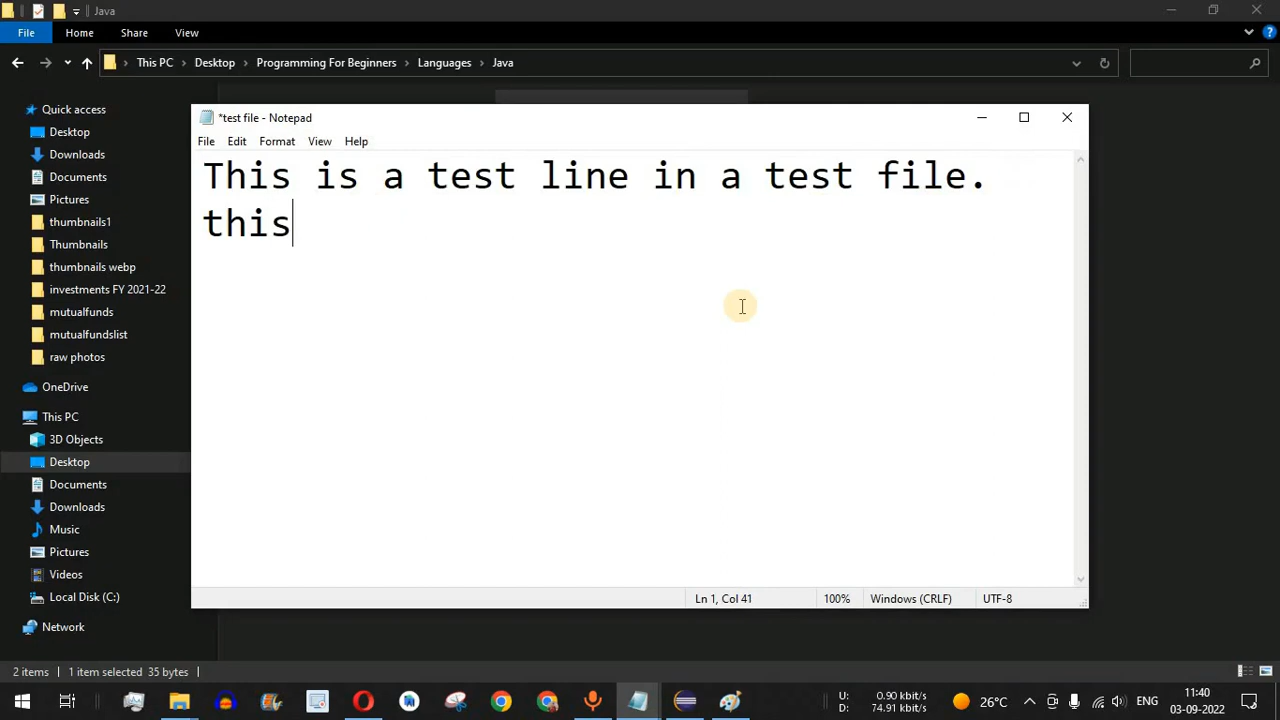 Java
File
Home
Share
View
This PC
Desktop
Programming For Beginners
Languages
Java
Quick access
Desktop
Downloads
Documents
Pictures
thumbnails1
Thumbnails
thumbnails webp
investments FY 2021-22
mutualfunds
mutualfundslist
raw photos
OneDrive
This PC
3D Objects
Desktop
Documents
Downloads
Music
Pictures
Videos
Local Disk (C:)
Network
2 items
1 item selected 35 bytes
*test file - Notepad
File Edit Format View Help
This is a test line in a test file.
this
Ln 1, Col 41
100%
Windows (CRLF)
UTF-8
U: 0.90 kbit/s
D: 74.91 kbit/s
26°C
ENG
11:40
03-09-2022